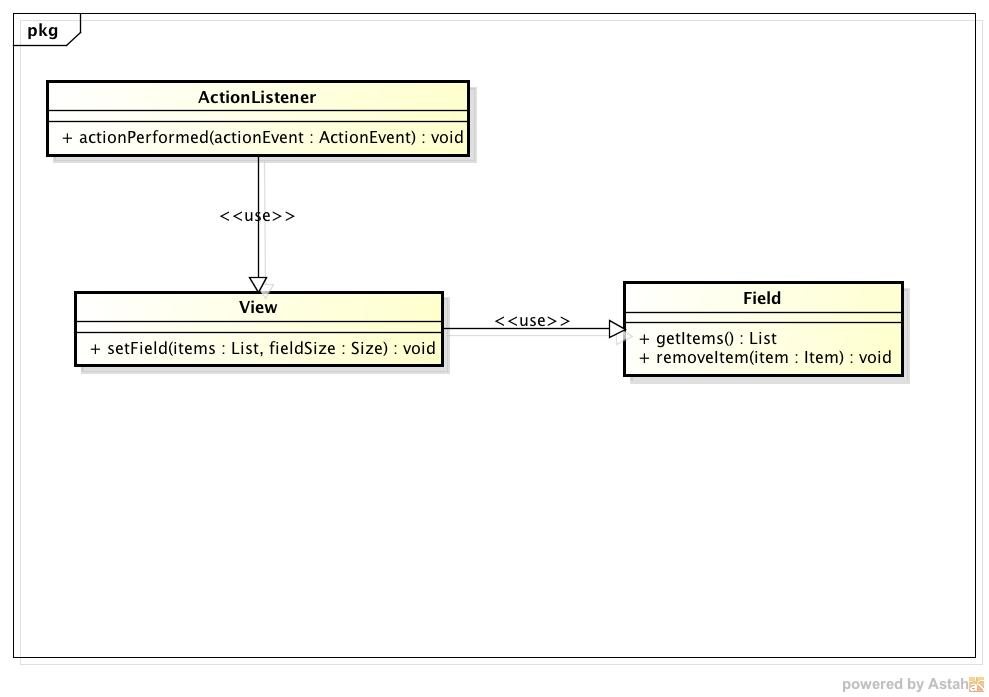 pkg
ActionListener
+ actionPerformed(actionEvent : ActionEvent) : void
<<use>>
View
+ setField(items : List, fieldSize : Size) : void
<<use>>
Field
+ getItems() : List
+ removeItem(item : Item) : void
powered by Astah